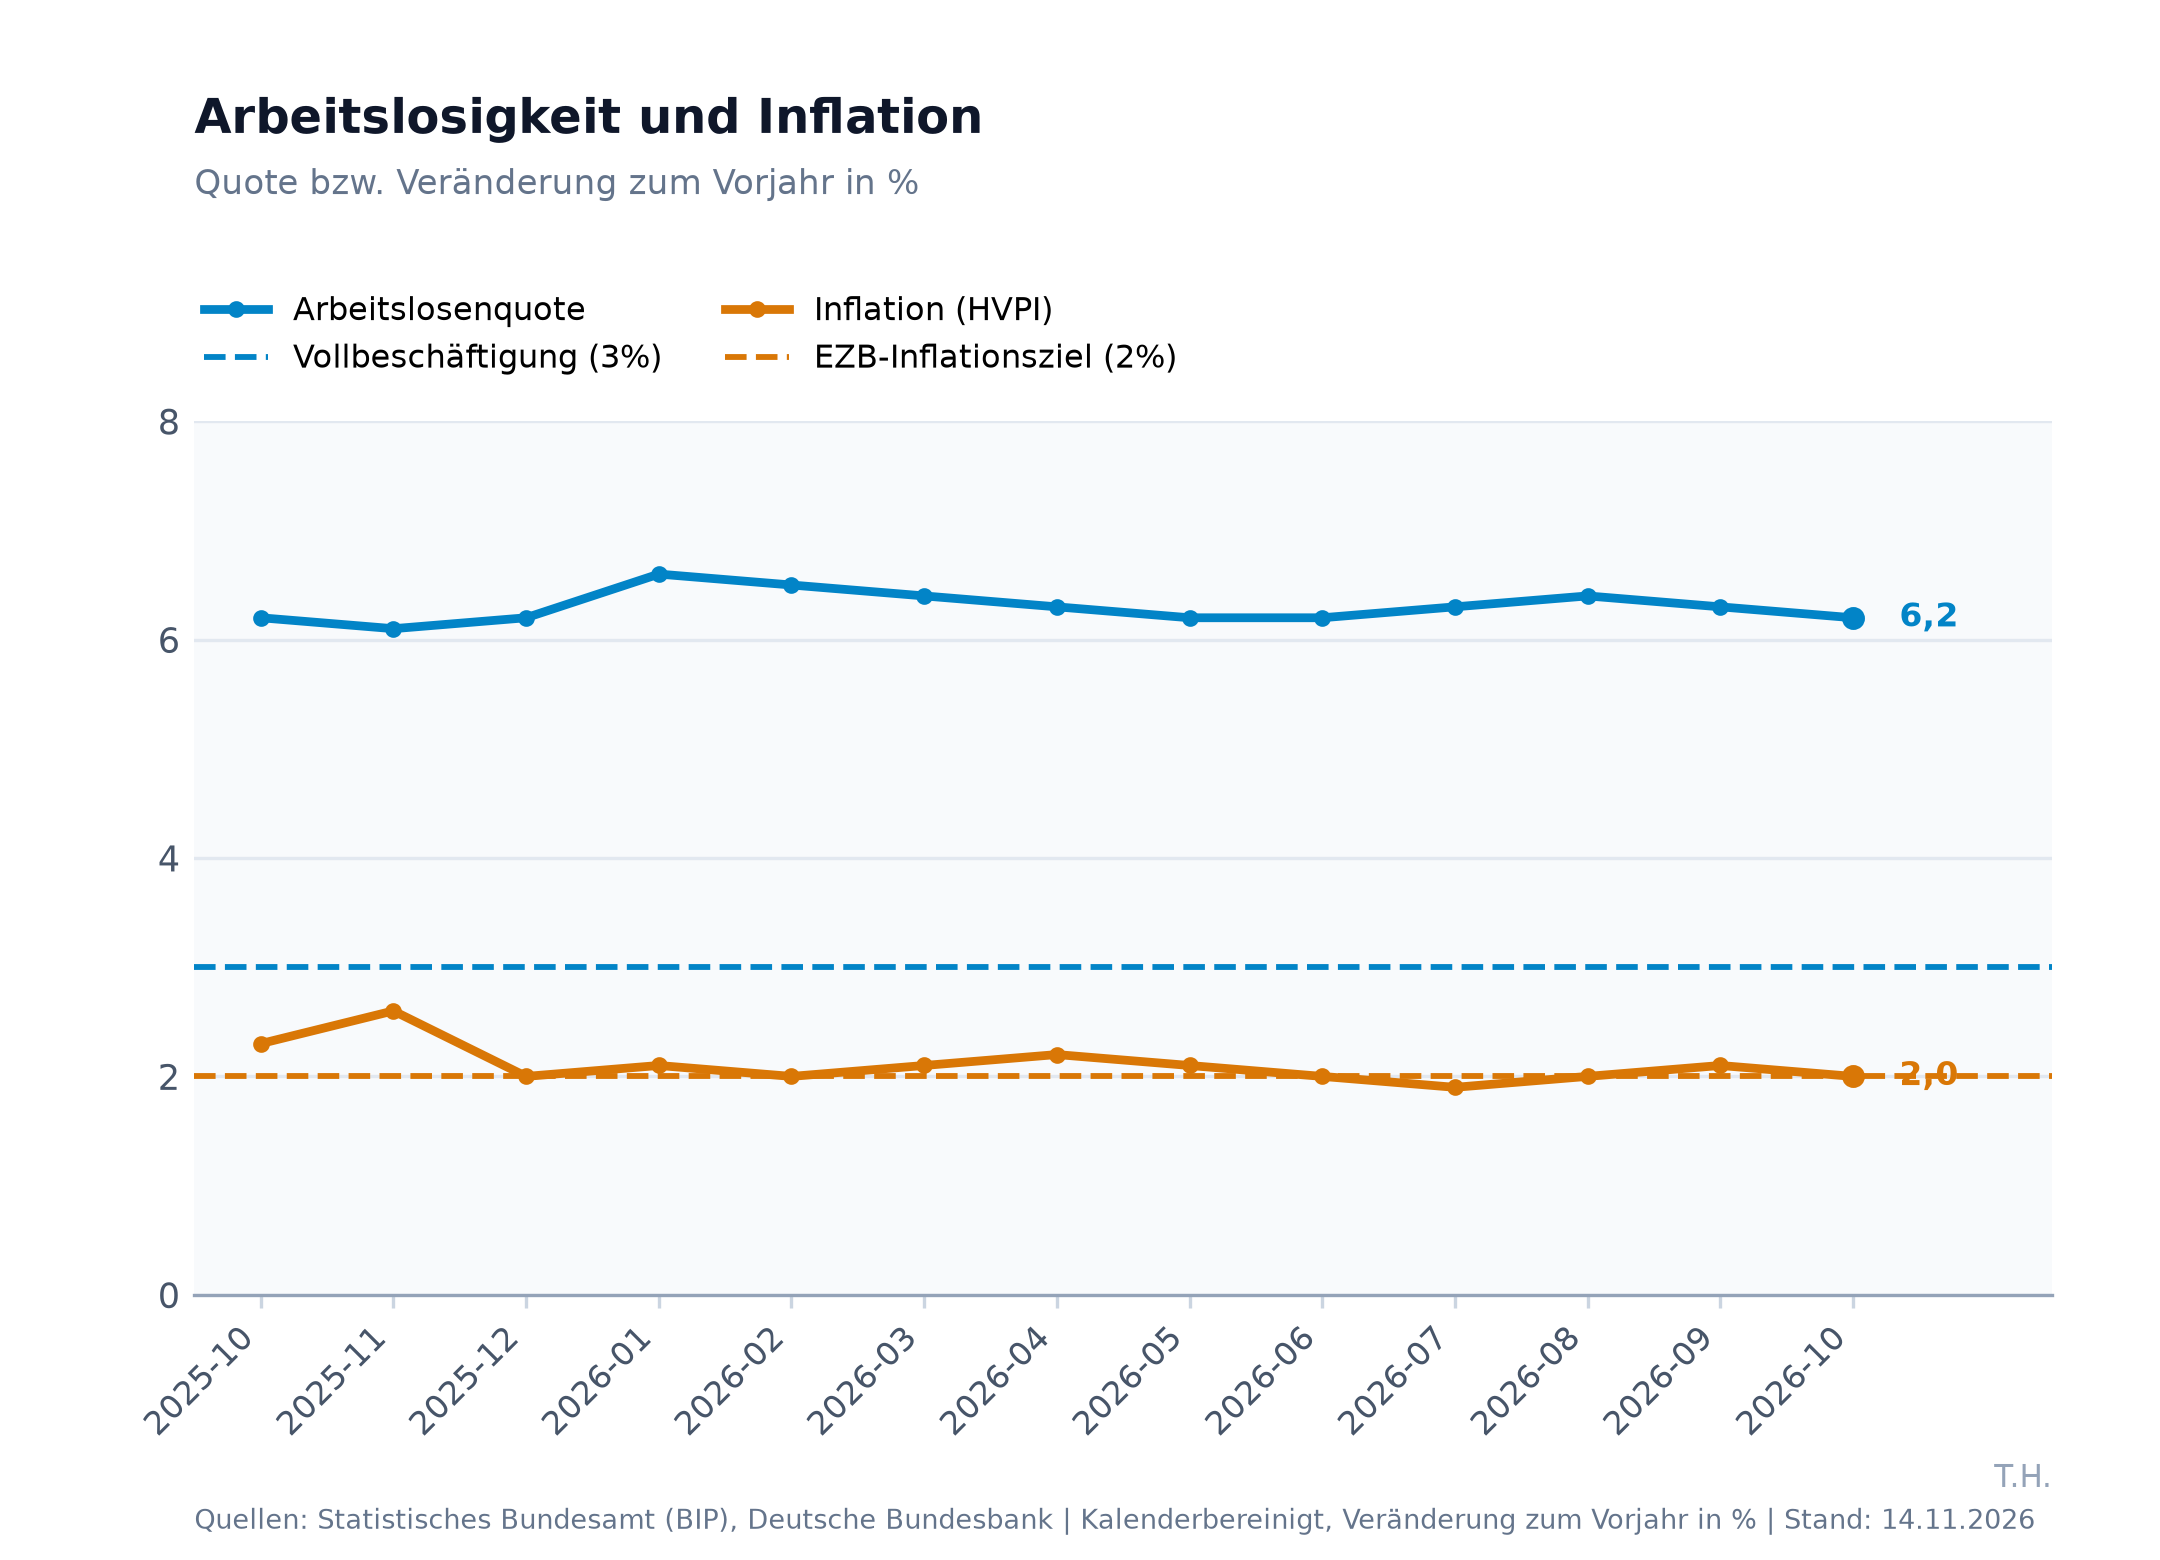 Arbeitslosigkeit und Inflation
Quote bzw. Veränderung zum Vorjahr in %
Arbeitslosenquote
Inflation (HVPI)
Vollbeschäftigung (3%)
EZB-Inflationsziel (2%)
8
6
4
2
0
6,2
2,0
2025-10
2025-11
2025-12
2026-01
2026-02
2026-03
2026-04
2026-05
2026-06
2026-07
2026-08
2026-09
2026-10
T.H.
Quellen: Statistisches Bundesamt (BIP), Deutsche Bundesbank | Kalenderbereinigt, Veränderung zum Vorjahr in % | Stand: 14.11.2026